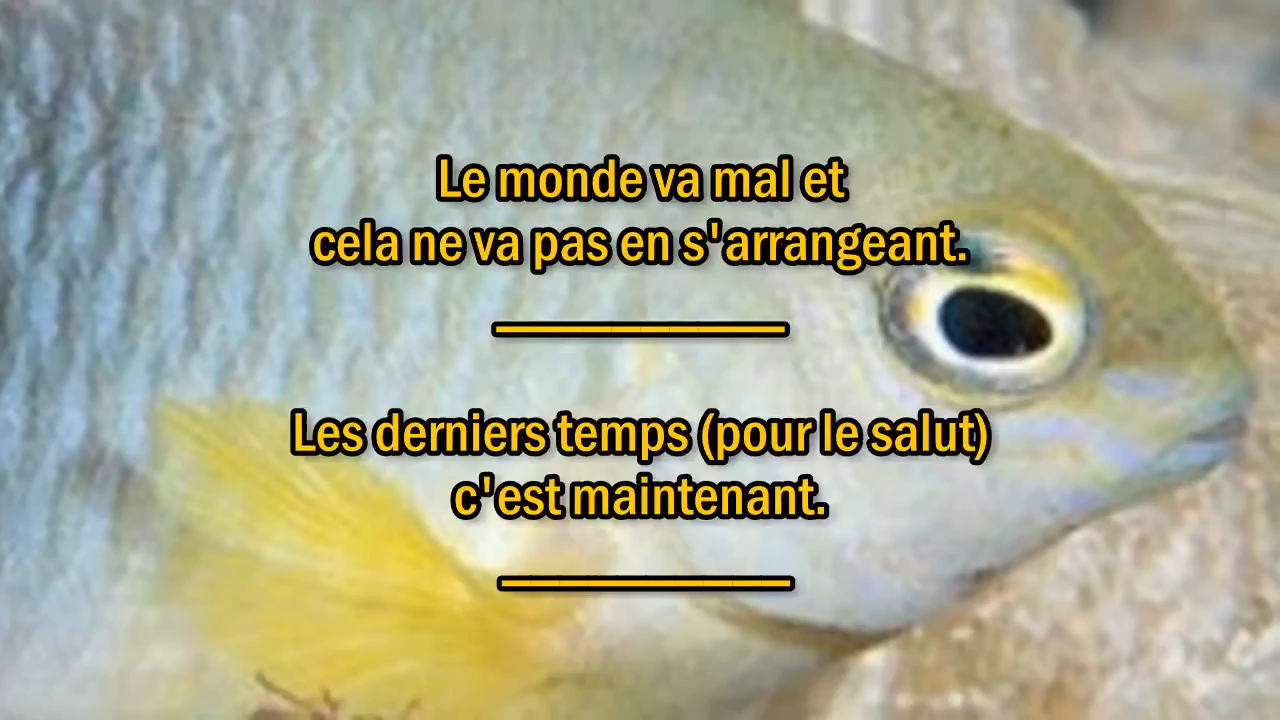 Le monde va mal et
cela ne va pas en s'arrangeant.
Les derniers temps (pour le salut)
c'est maintenant.